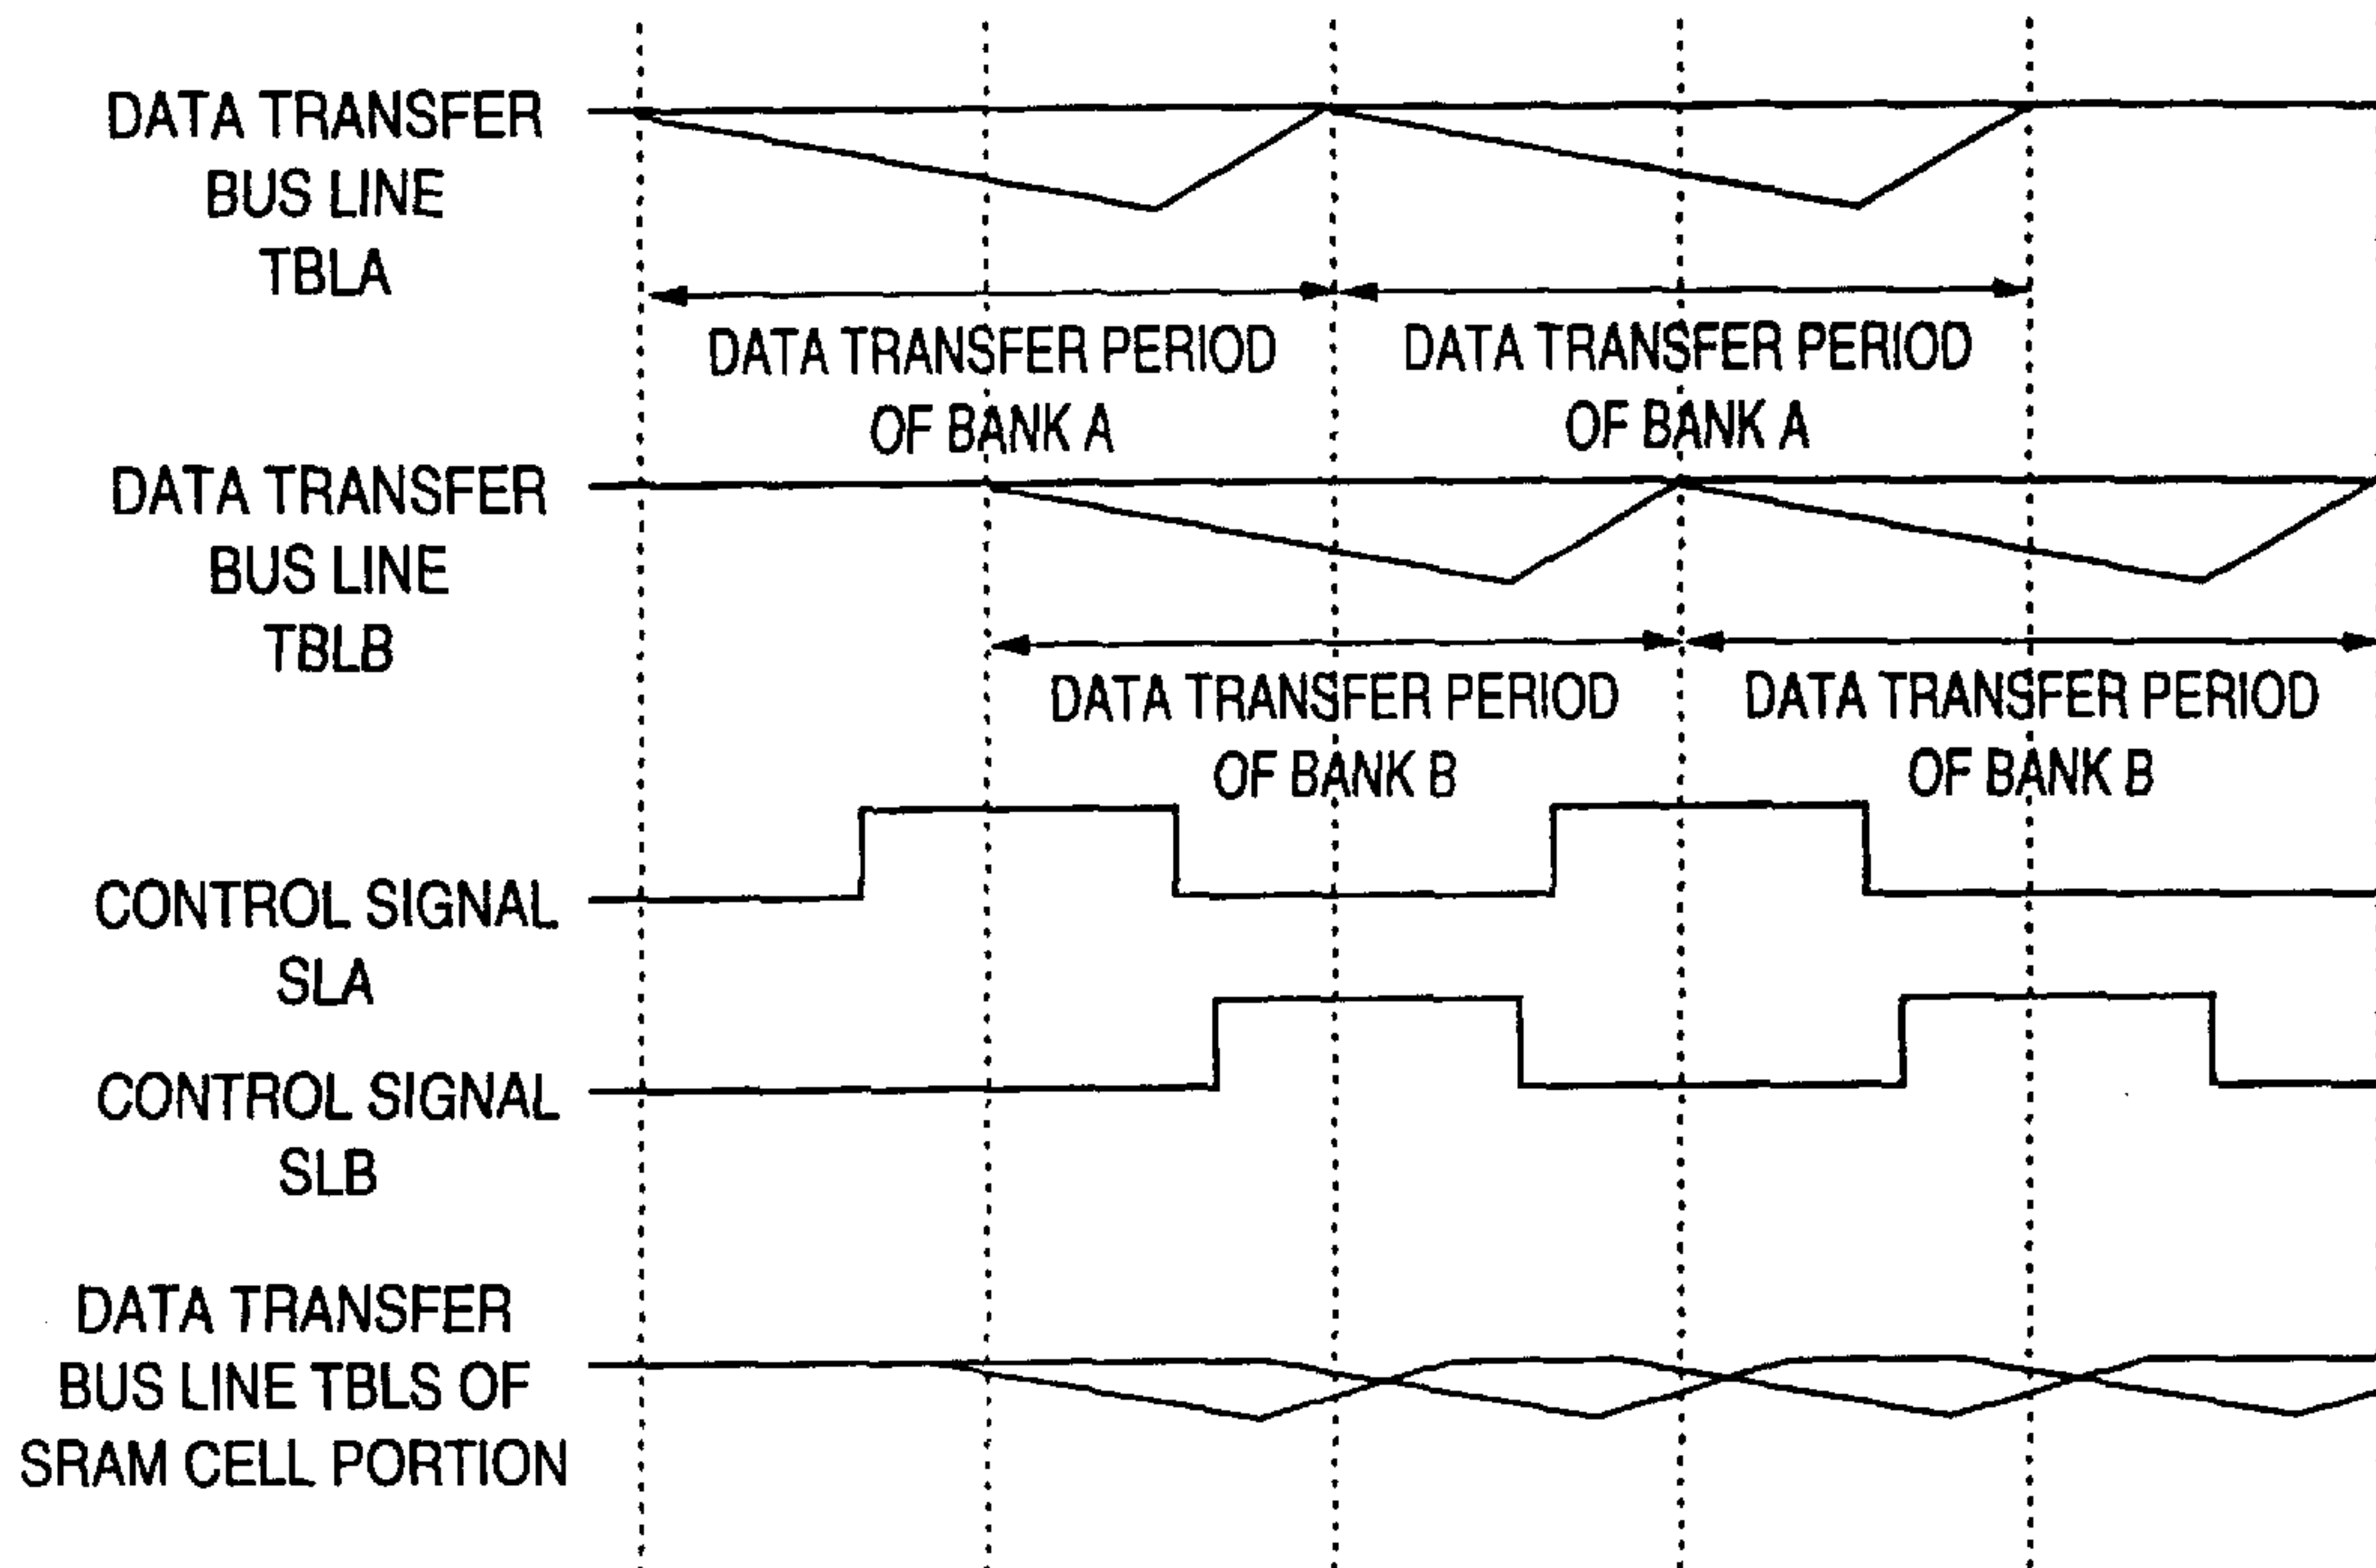 DATA TRANSFER
BUS LINE
TBLA
DATA TRANSFER PERIOD
OF BANK A
DATA TRANSFER PERIOD
OF BANK A
DATA TRANSFER
BUS LINE
TBLB
DATA TRANSFER PERIOD
OF BANK B
DATA TRANSFER PERIOD
OF BANK B
CONTROL SIGNAL
SLA
CONTROL SIGNAL
SLB
DATA TRANSFER
BUS LINE TBLS OF
SRAM CELL PORTION